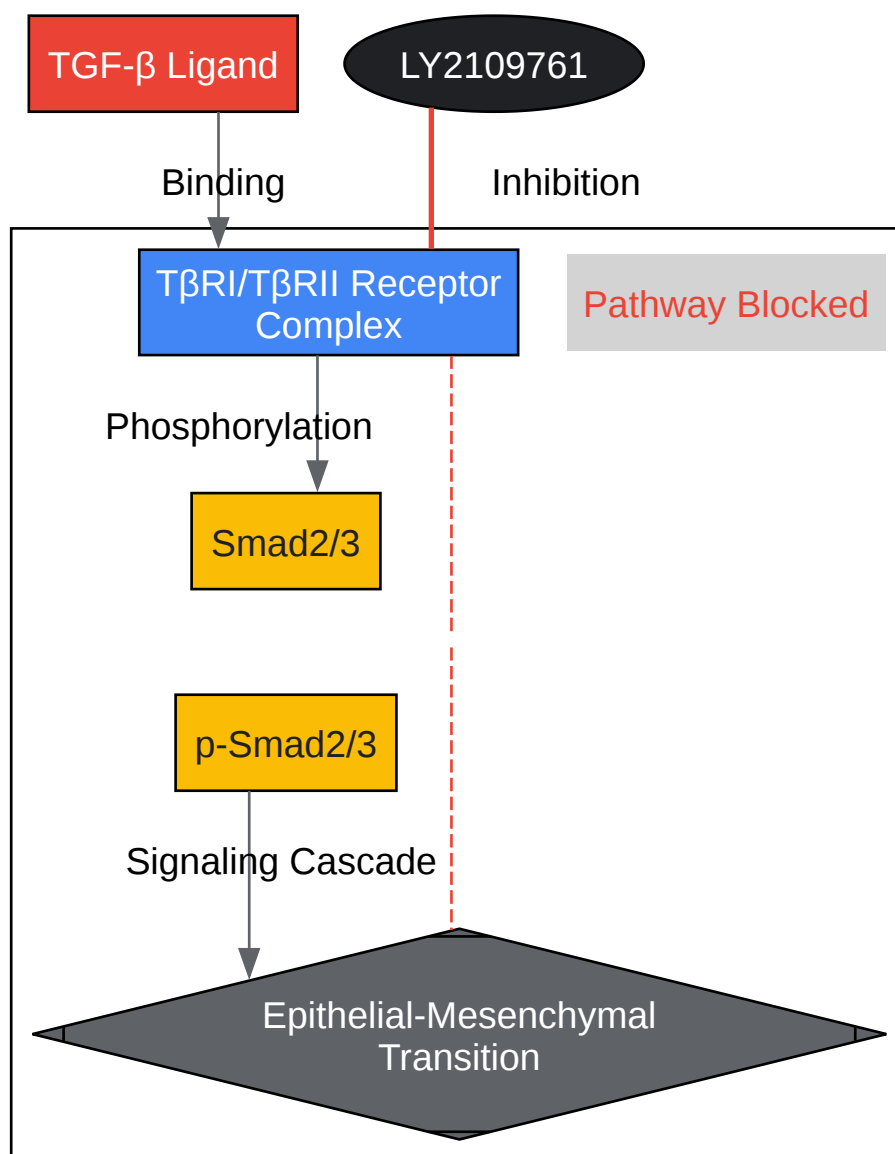 TGF-β Ligand
LY2109761
Binding
Inhibition
TβRI/TβRII Receptor
Complex
Pathway Blocked
Phosphorylation
Smad2/3
p-Smad2/3
Signaling Cascade
Epithelial-Mesenchymal
Transition